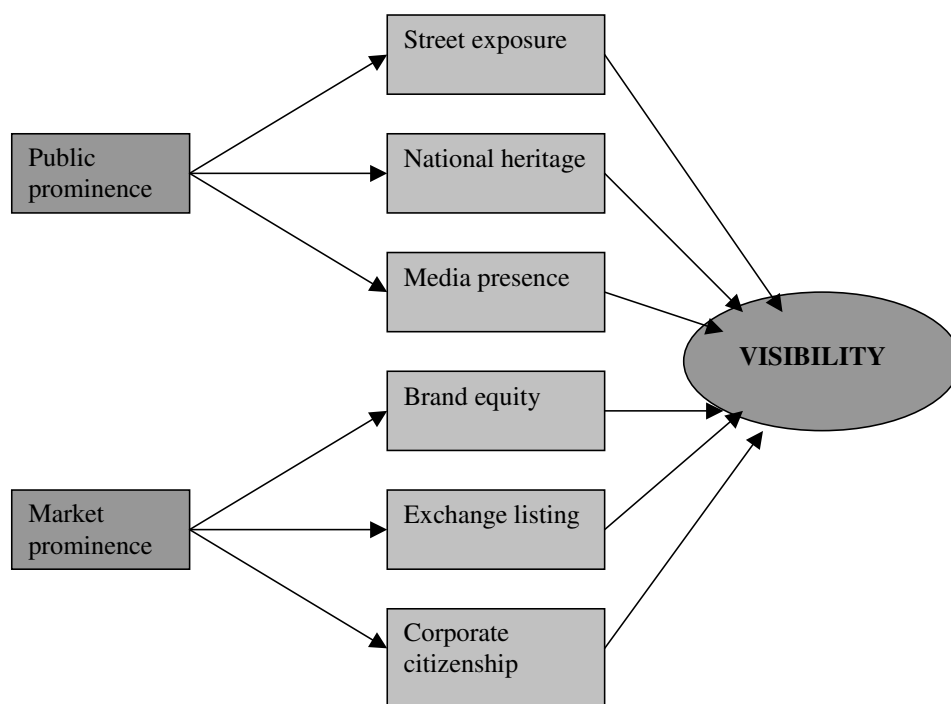 Street exposure
Public
prominence
National heritage
Media presence
VISIBILITY
Brand equity
Market
prominence
Exchange listing
Corporate
citizenship